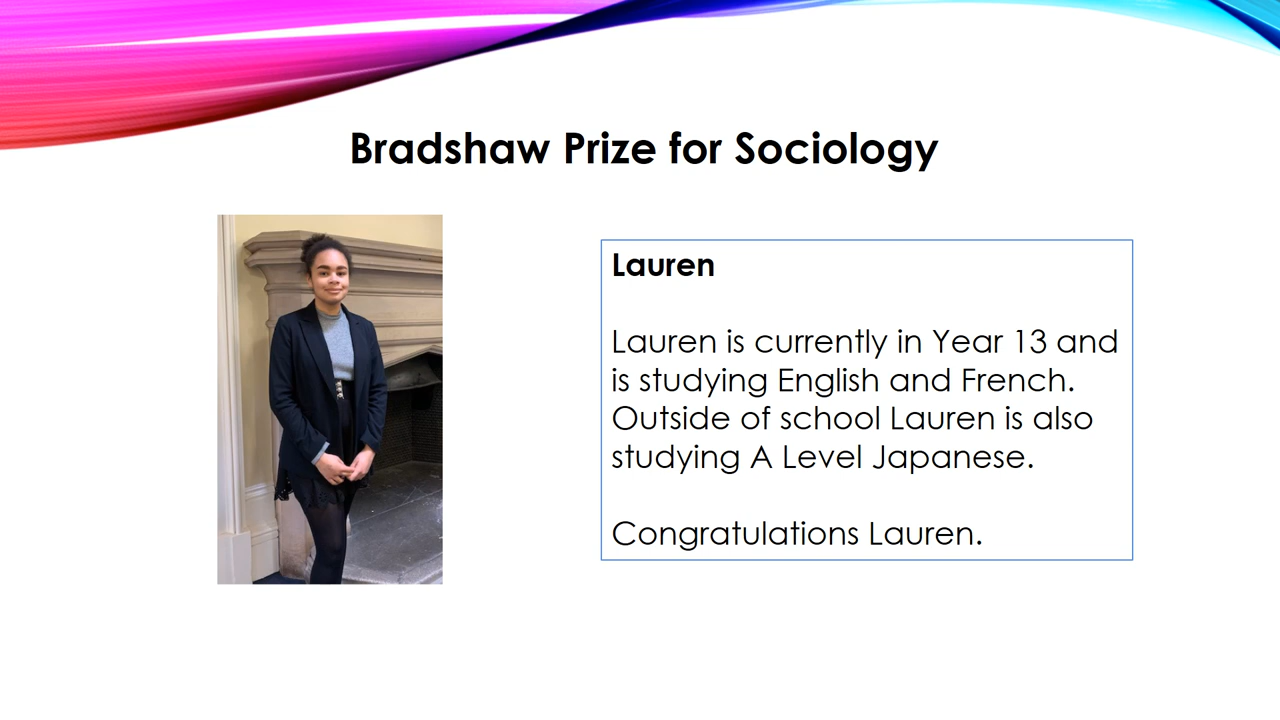 Bradshaw Prize for Sociology
Lauren
Lauren is currently in Year 13 and
is studying English and French.
Outside of school Lauren is also
studying A Level Japanese.
Congratulations Lauren.